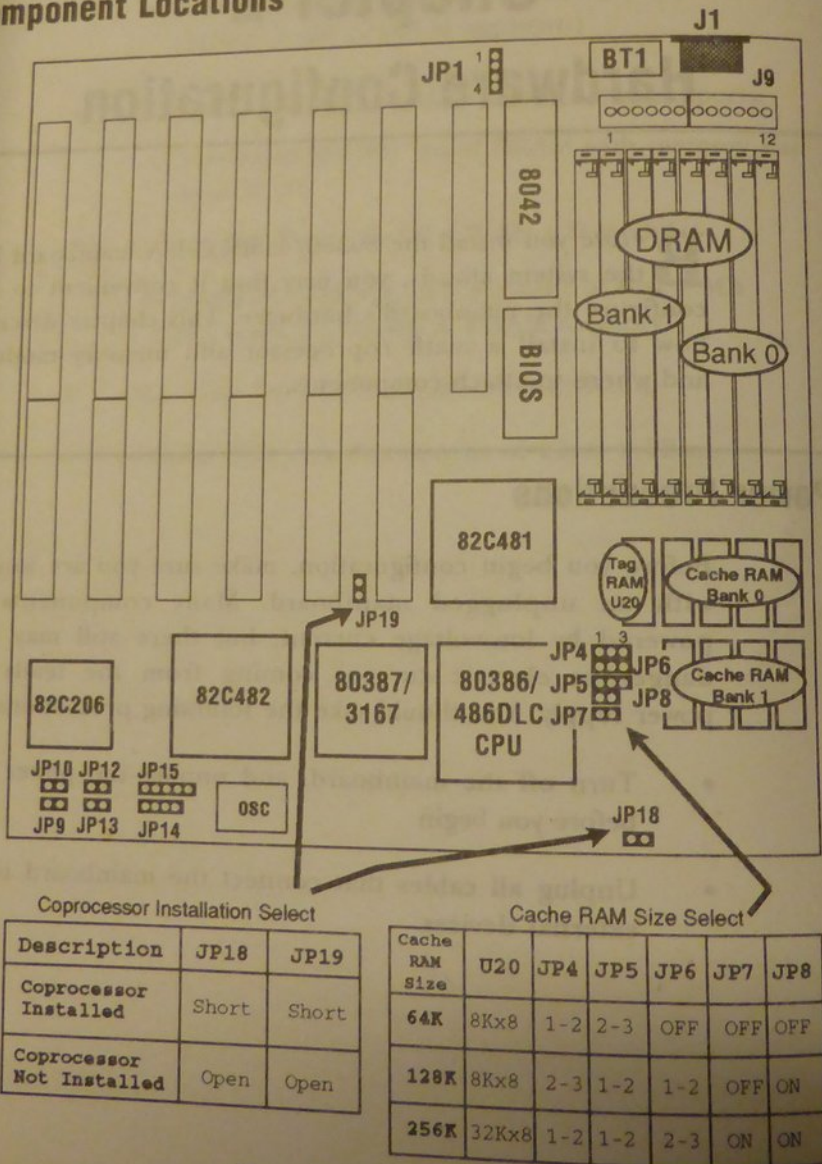 mponent Locations
J1
JP1
1
4
BT1
J9
1
12
8042
DRAM
Bank 1
Bank 0
BIOS
82C481
Tag
RAM
U20
Cache RAM
Bank 0
JP19
1 3
JP4
JP6
JP5
JP8
JP7
Cache RAM
Bank 1
82C206
82C482
80387/
3167
80386/
486DLC
CPU
JP10 JP12 JP15
JP9 JP13 JP14
OSC
JP18
Coprocessor Installation Select
Description JP18 JP19
Coprocessor
Installed Short Short
Coprocessor
Not Installed Open Open
Cache RAM Size Select
Cache
RAM
Size U20 JP4 JP5 JP6 JP7 JP8
64K 8Kx8 1-2 2-3 OFF OFF OFF
128K 8Kx8 2-3 1-2 1-2 OFF ON
256K 32Kx8 1-2 1-2 2-3 ON ON